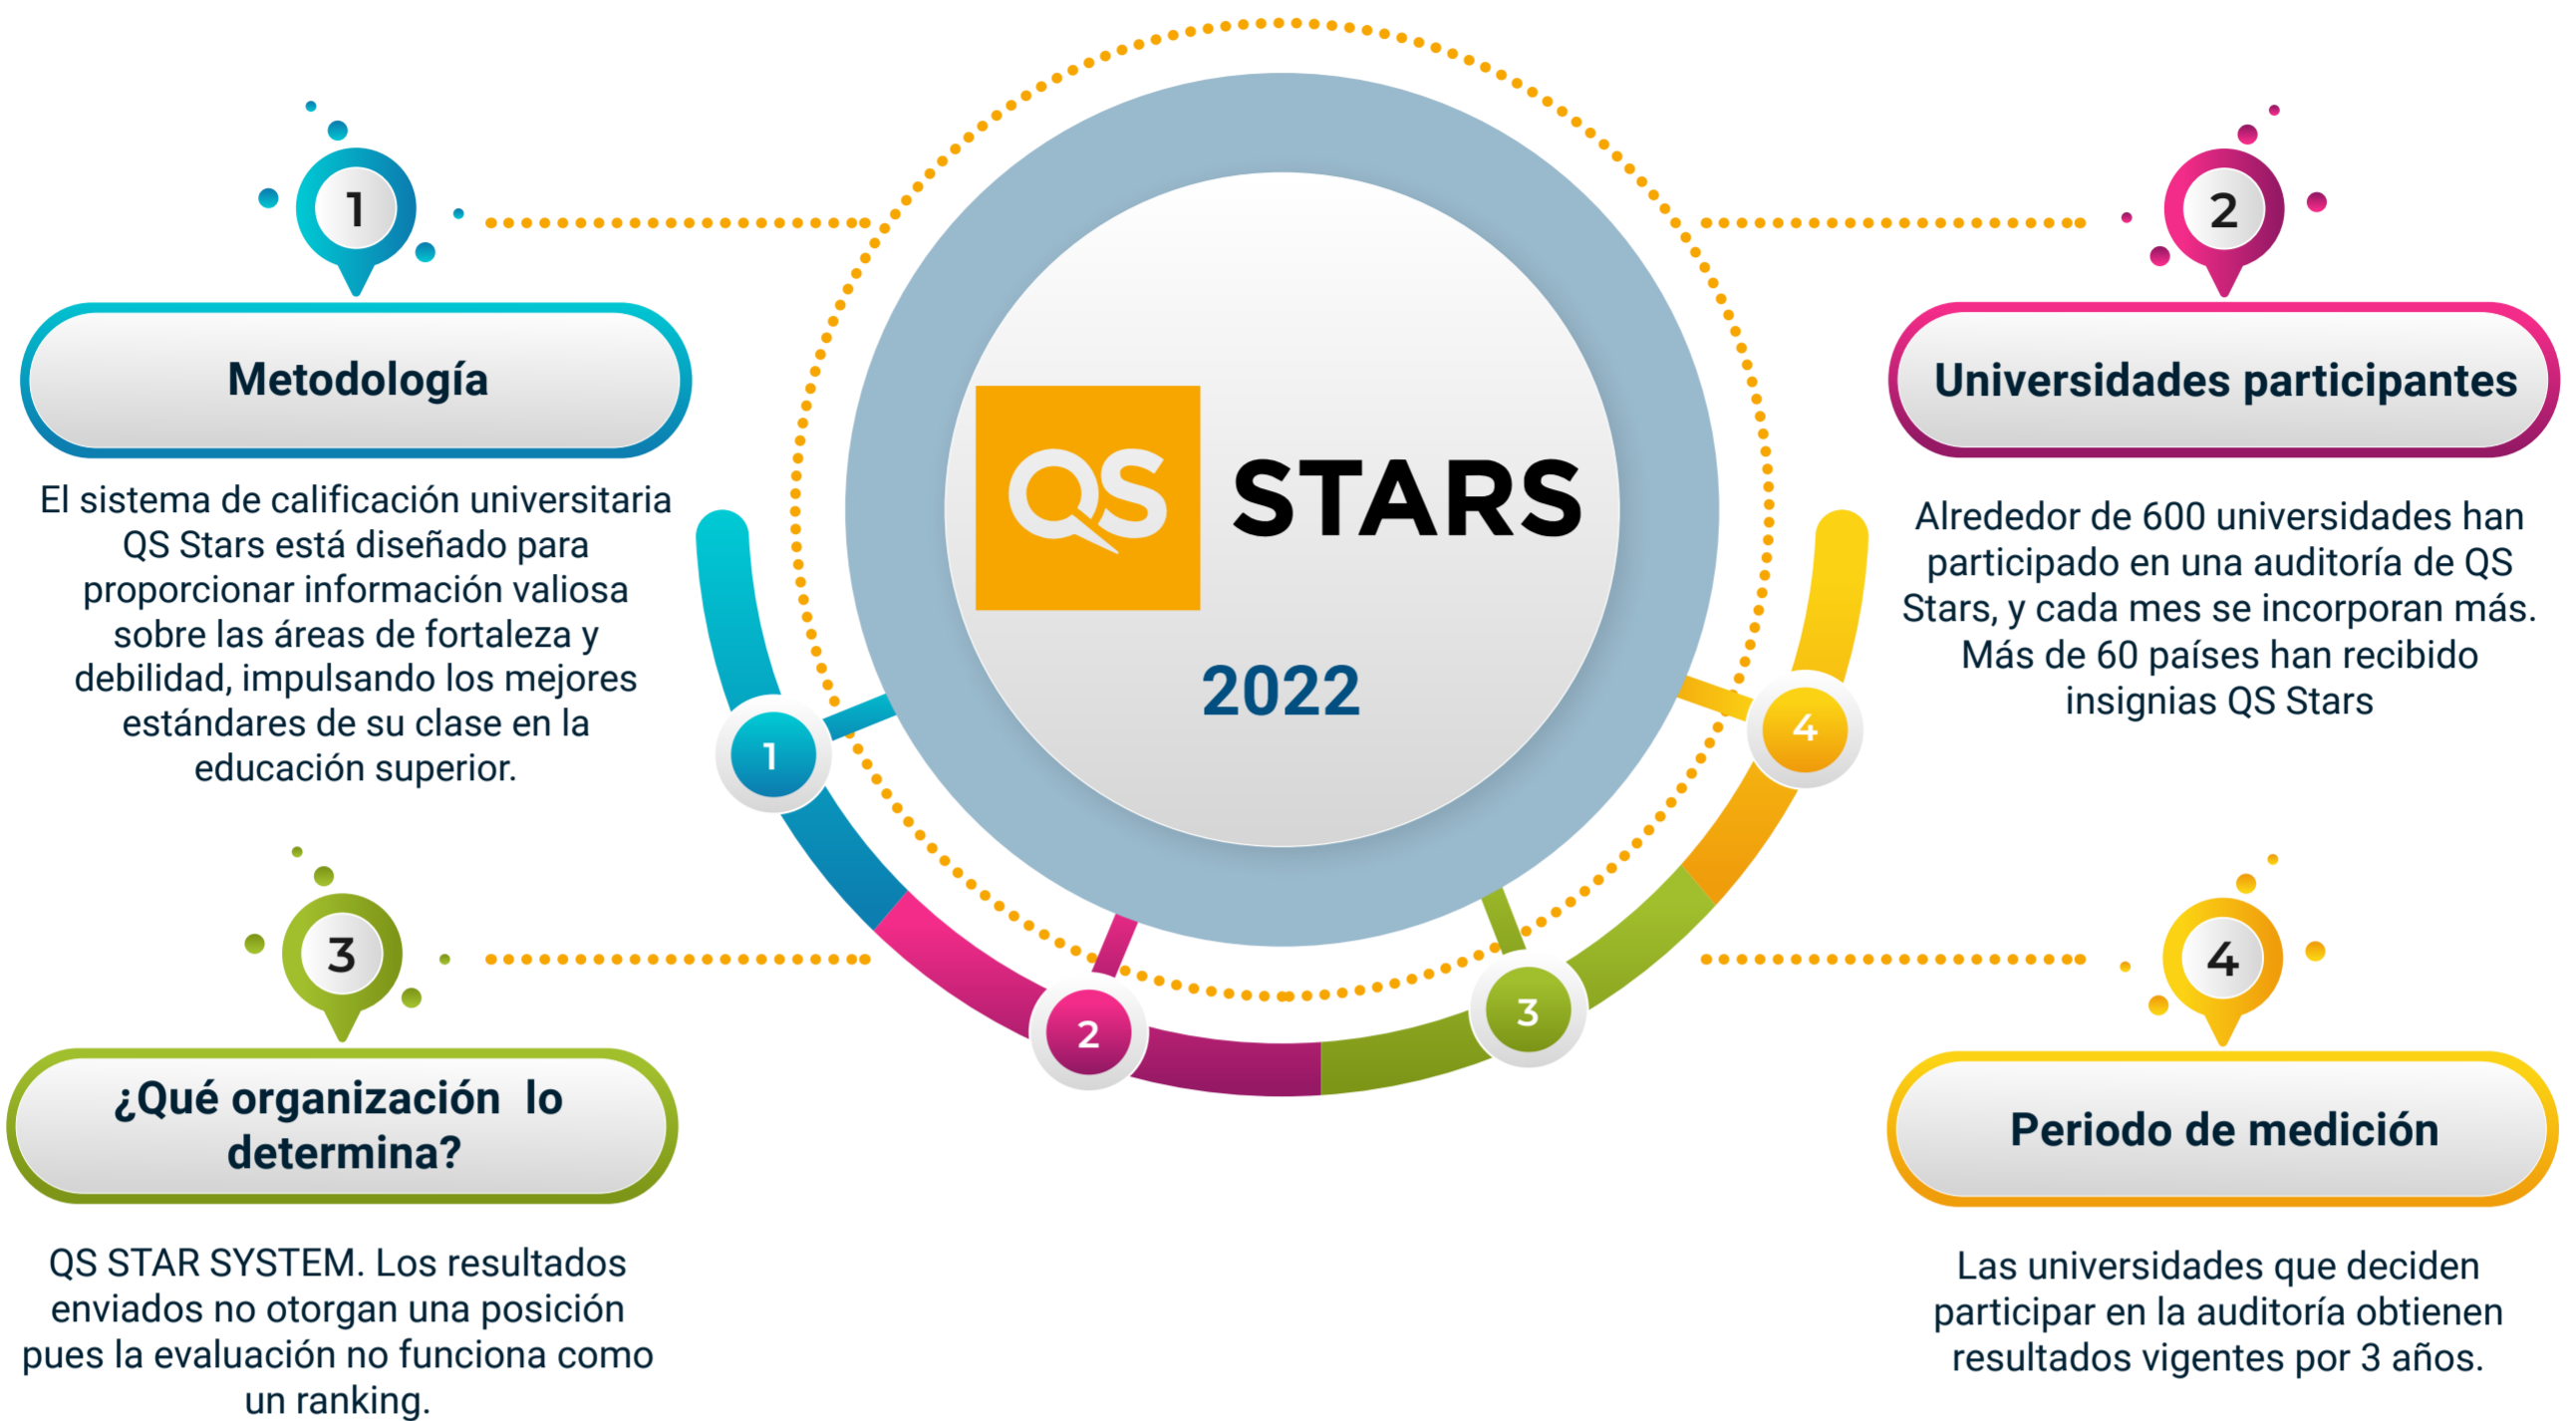 1
Metodología
El sistema de calificación universitaria
QS Stars está diseñado para
proporcionar información valiosa
sobre las áreas de fortaleza y
debilidad, impulsando los mejores
estándares de su clase en la
educación superior.
2
Universidades participantes
Alrededor de 600 universidades han
participado en una auditoría de QS
Stars, y cada mes se incorporan más.
Más de 60 países han recibido
insignias QS Stars
QS STARS
2022
1
2
3
4
3
¿Qué organización lo
determina?
QS STAR SYSTEM. Los resultados
enviados no otorgan una posición
pues la evaluación no funciona como
un ranking.
4
Periodo de medición
Las universidades que deciden
participar en la auditoría obtienen
resultados vigentes por 3 años.